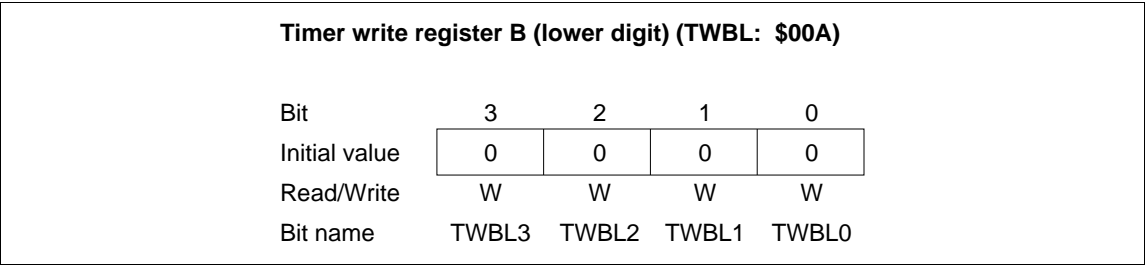 Timer write register B (lower digit) (TWBL: $00A)
Bit 3 2 1 0
Initial value 0 0 0 0
Read/Write W W W W
Bit name TWBL3 TWBL2 TWBL1 TWBL0